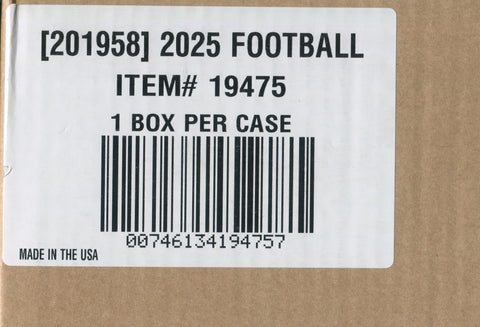 [201958] 2025 FOOTBALL
ITEM# 19475
1 BOX PER CASE
00746134194757
MADE IN THE USA